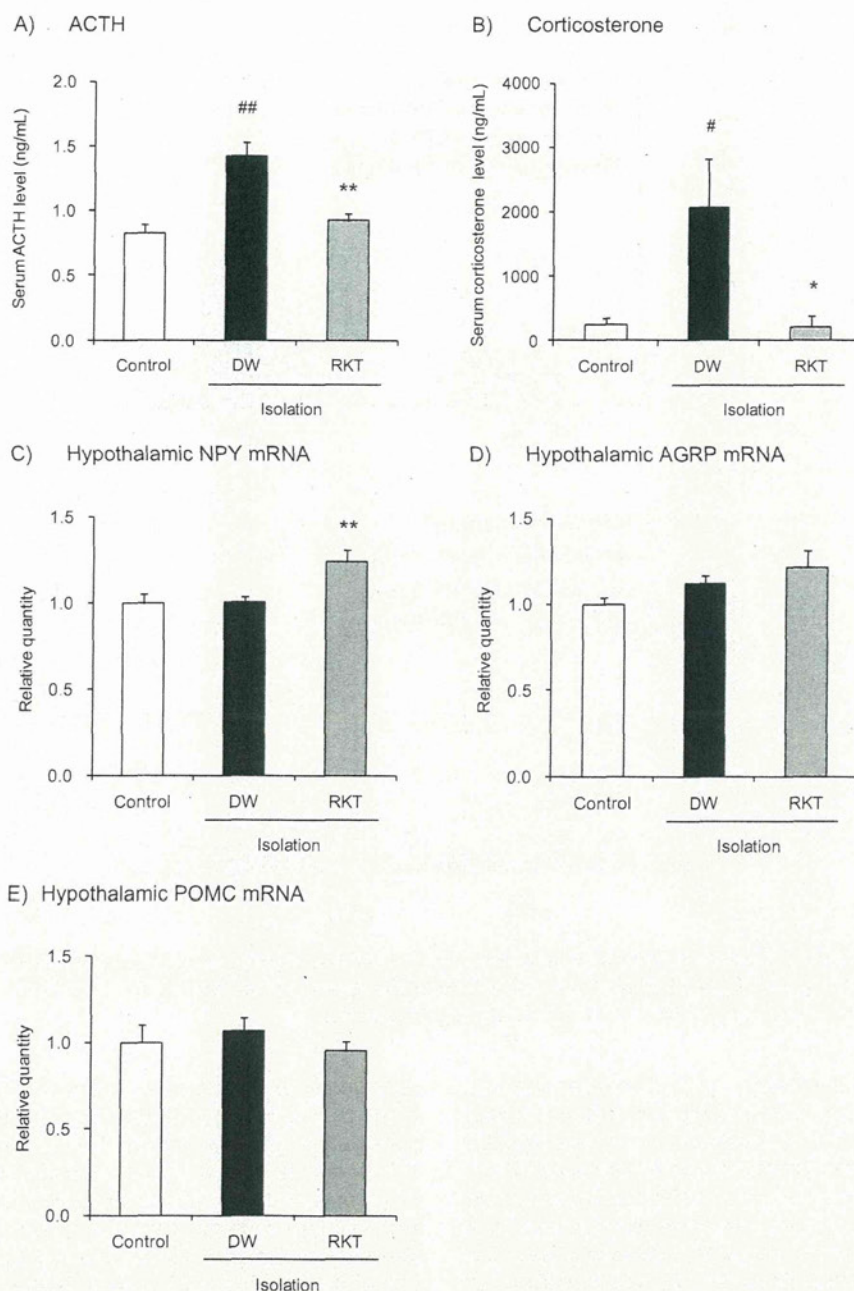 A) ACTH
Serum ACTH level (ng/mL)
2.0
1.5
1.0
0.5
0.0
##
**
Control
DW
RKT
Isolation
B) Corticosterone
Serum corticosterone level (ng/mL)
4000
3000
2000
1000
0
#
*
Control
DW
RKT
Isolation
C) Hypothalamic NPY mRNA
Relative quantity
1.5
1.0
0.5
0.0
**
Control
DW
RKT
Isolation
D) Hypothalamic AGRP mRNA
Relative quantity
1.5
1.0
0.5
0.0
Control
DW
RKT
Isolation
E) Hypothalamic POMC mRNA
Relative quantity
1.5
1.0
0.5
0.0
Control
DW
RKT
Isolation